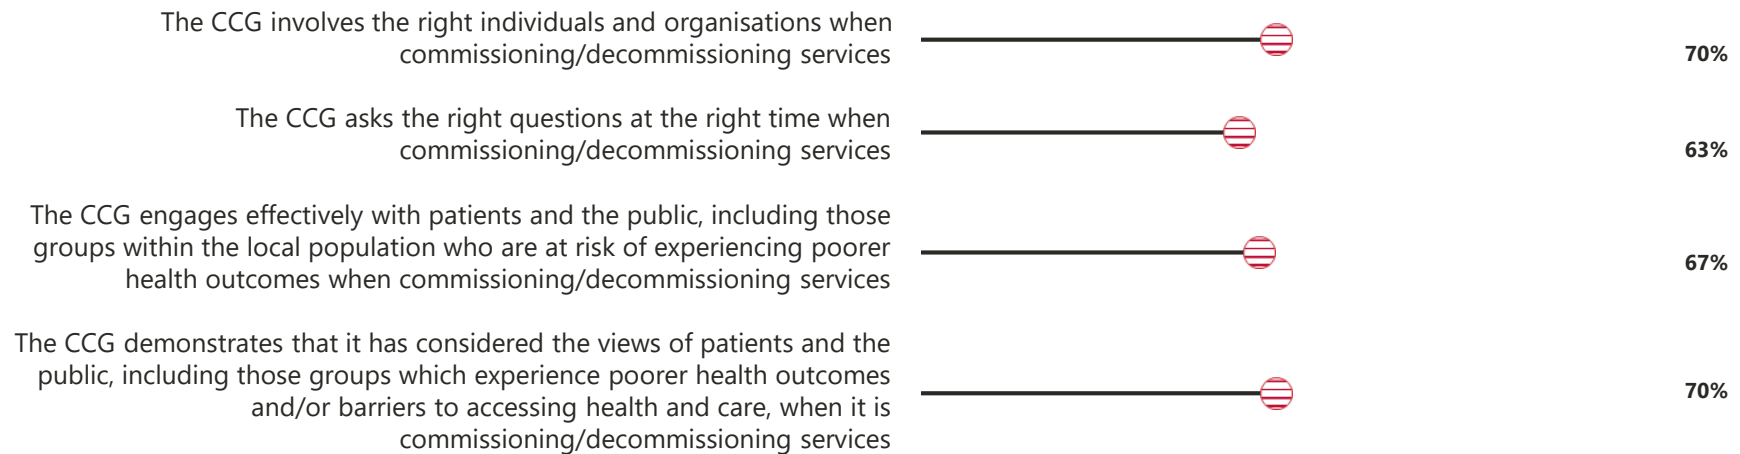 The CCG involves the right individuals and organisations when
commissioning/decommissioning services
70%
The CCG asks the right questions at the right time when
commissioning/decommissioning services
63%
The CCG engages effectively with patients and the public, including those
groups within the local population who are at risk of experiencing poorer
health outcomes when commissioning/decommissioning services
67%
The CCG demonstrates that it has considered the views of patients and the
public, including those groups which experience poorer health outcomes
and/or barriers to accessing health and care, when it is
commissioning/decommissioning services
70%